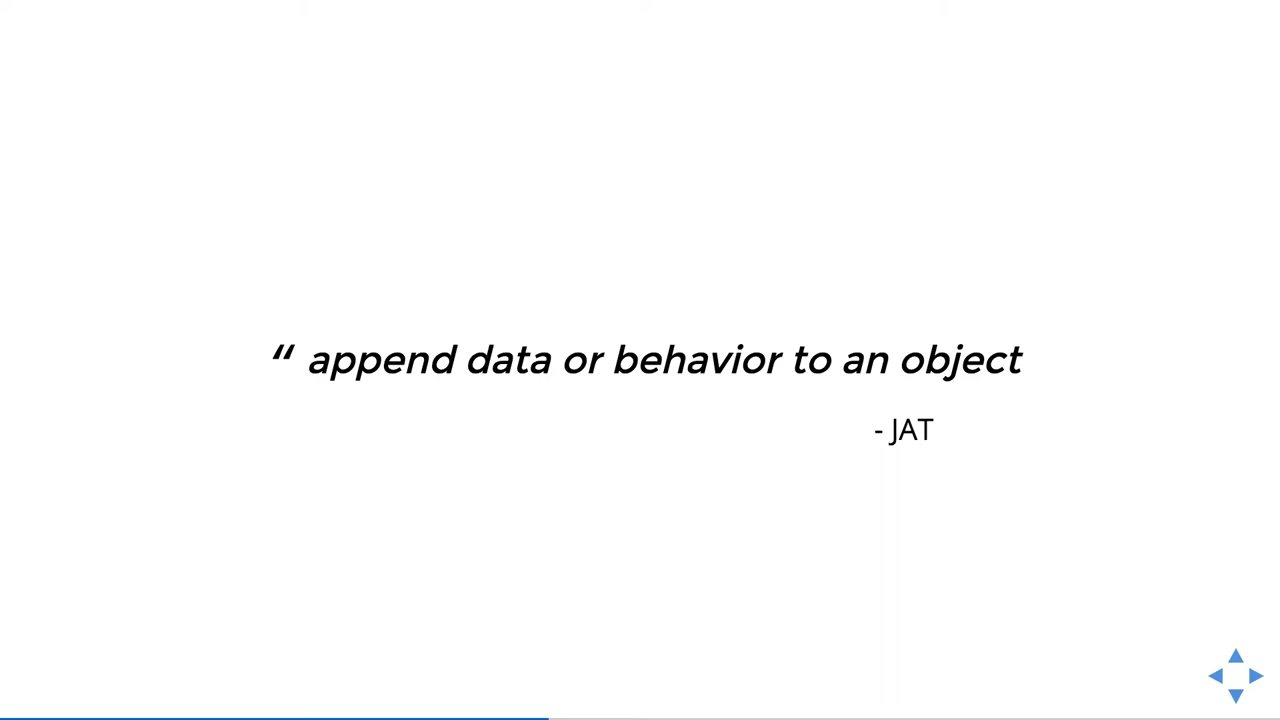 “ append data or behavior to an object
- JAT